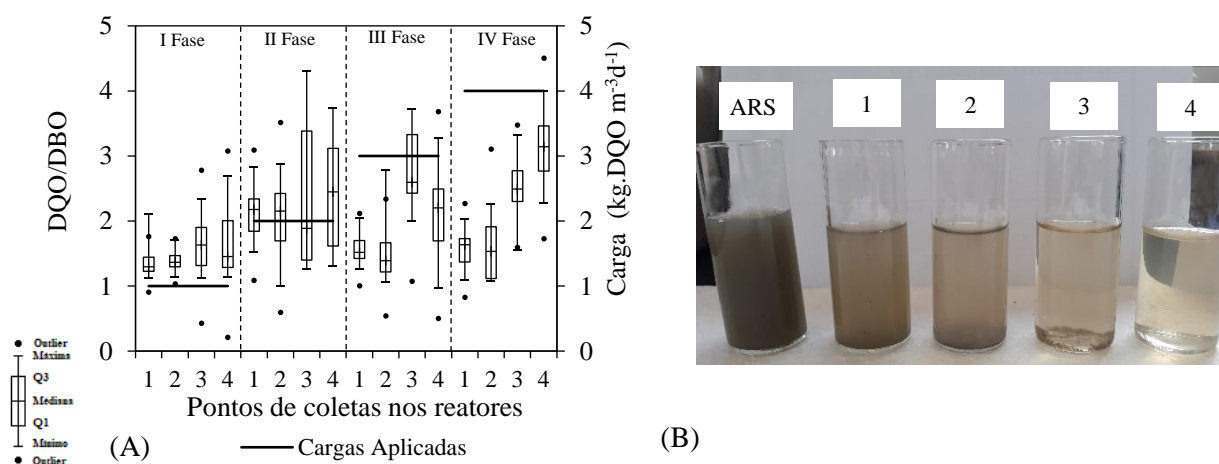 5
4
3
2
1
0
DQO/DBO
I Fase
II Fase
III Fase
IV Fase
5
4
3
2
1
0
Carga (kg.DQO m⁻³d⁻¹)
1 2 3 4 1 2 3 4 1 2 3 4 1 2 3 4
Pontos de coletas nos reatores
Cargas Aplicadas
(A)
Outlier
Máxima
Q3
Mediana
Q1
Mínimo
Outlier
ARS
1
2
3
4
(B)